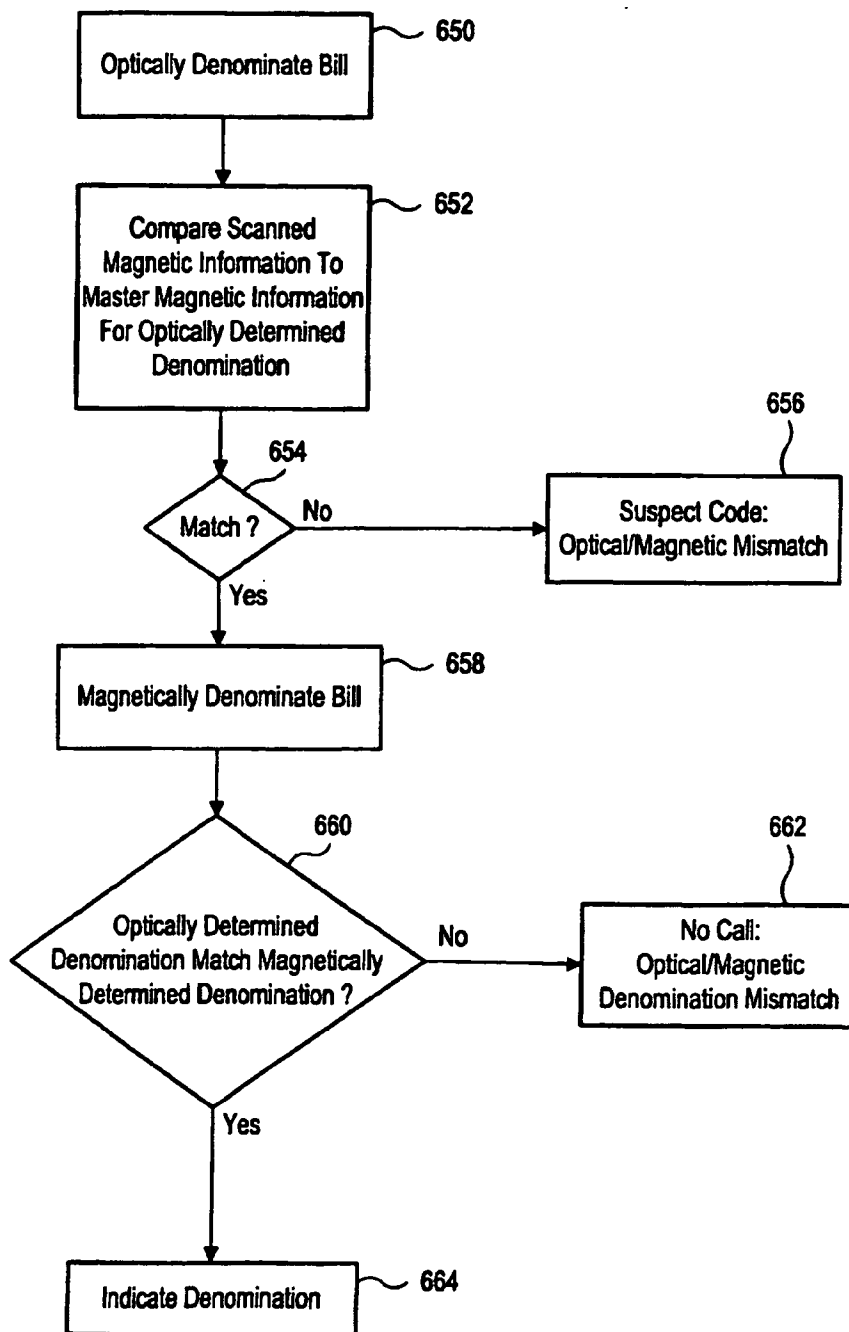 Optically Denominate Bill
650
Compare Scanned
Magnetic Information To
Master Magnetic Information
For Optically Determined
Denomination
652
654
Match ?
No
Yes
656
Suspect Code:
Optical/Magnetic Mismatch
Magnetically Denominate Bill
658
660
Optically Determined
Denomination Match Magnetically
Determined Denomination ?
No
Yes
662
No Call:
Optical/Magnetic
Denomination Mismatch
Indicate Denomination
664